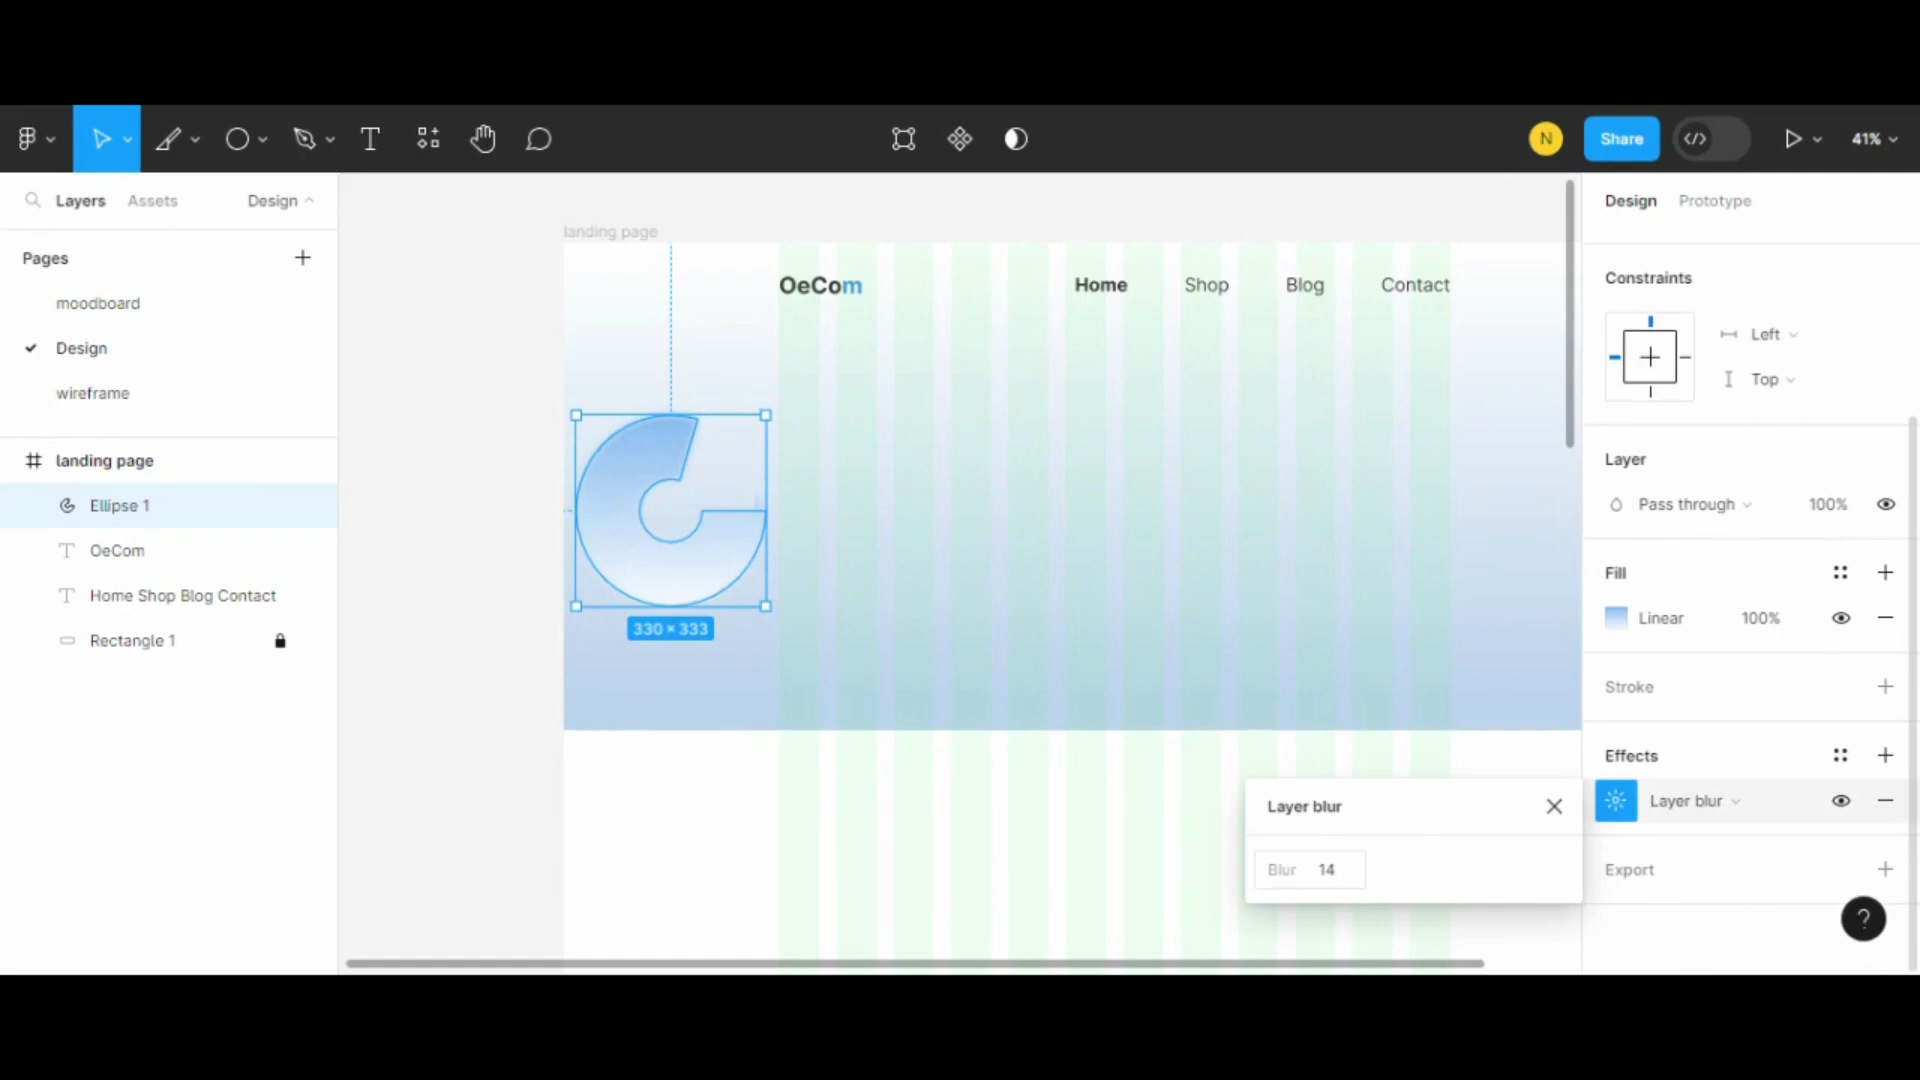 N
Share
41%
Layers
Assets
Design
Pages
moodboard
Design
wireframe
landing page
Ellipse 1
OeCom
Home Shop Blog Contact
Rectangle 1
landing page
OeCom
Home
Shop
Blog
Contact
330 × 333
Layer blur
Blur 14
Design
Prototype
Constraints
Left
Top
Layer
Pass through
100%
Fill
Linear
100%
Stroke
Effects
Layer blur
Export
?